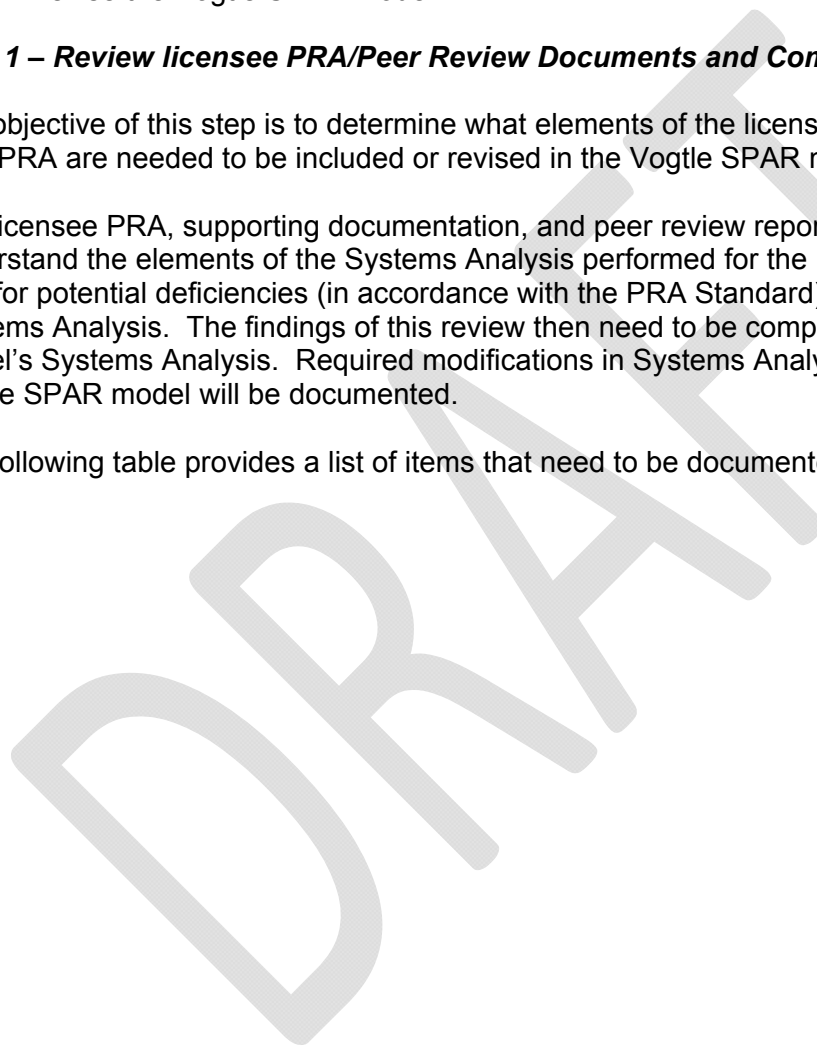 1 – Review licensee PRA/Peer Review Documents and Com
objective of this step is to determine what elements of the licens
PRA are needed to be included or revised in the Vogtle SPAR
icensee PRA, supporting documentation, and peer review repor
rstand the elements of the Systems Analysis performed for the
for potential deficiencies (in accordance with the PRA Standard)
ems Analysis. The findings of this review then need to be comp
el's Systems Analysis. Required modifications in Systems Analy
e SPAR model will be documented.
ollowing table provides a list of items that need to be documente
DRAFT